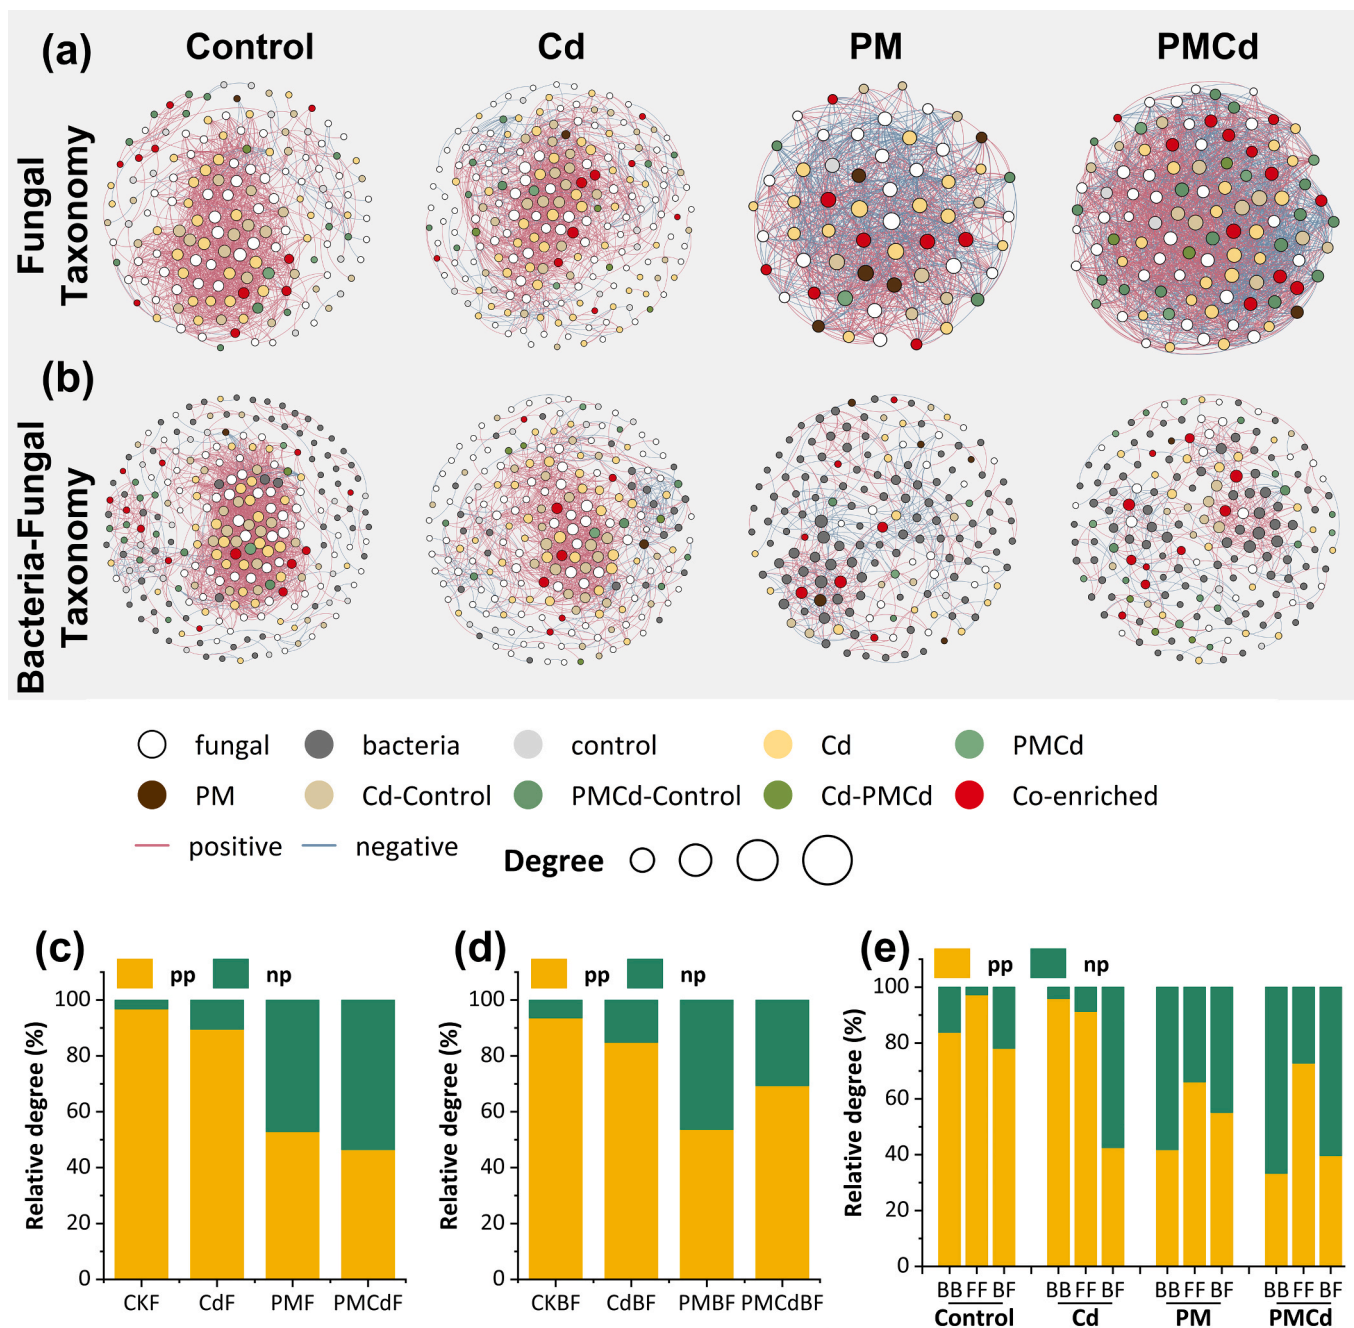 (a) Control Cd PM PMCd
Fungal
Taxonomy
(b)
Bacteria-Fungal
Taxonomy
fungal bacteria control Cd PMCd
PM Cd-Control PMCd-Control Cd-PMCd Co-enriched
positive negative
Degree
(c)
pp np
Relative degree (%)
100
80
60
40
20
0
CKF CdF PMF PMCdF
(d)
pp np
Relative degree (%)
100
80
60
40
20
0
CKBF CdBF PMBF PMCdBF
(e)
pp np
Relative degree (%)
100
80
60
40
20
0
BB FF BF BB FF BF BB FF BF BB FF BF
Control Cd PM PMCd